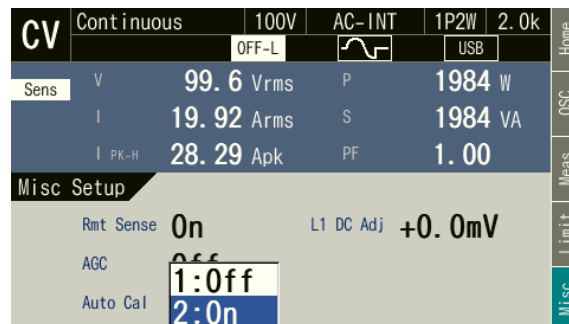 CV Continuous 100V AC-INT 1P2W 2.0k
OFF-L USB
Sens
V 99.6 Vrms P 1984 W
I 19.92 Arms S 1984 VA
I PK-H 28.29 Apk PF 1.00
Misc Setup
Rmt Sense On L1 DC Adj +0.0mV
AGC Off
1:Off
Auto Cal 2:On
Home
OSC
Meas
Limit
Misc